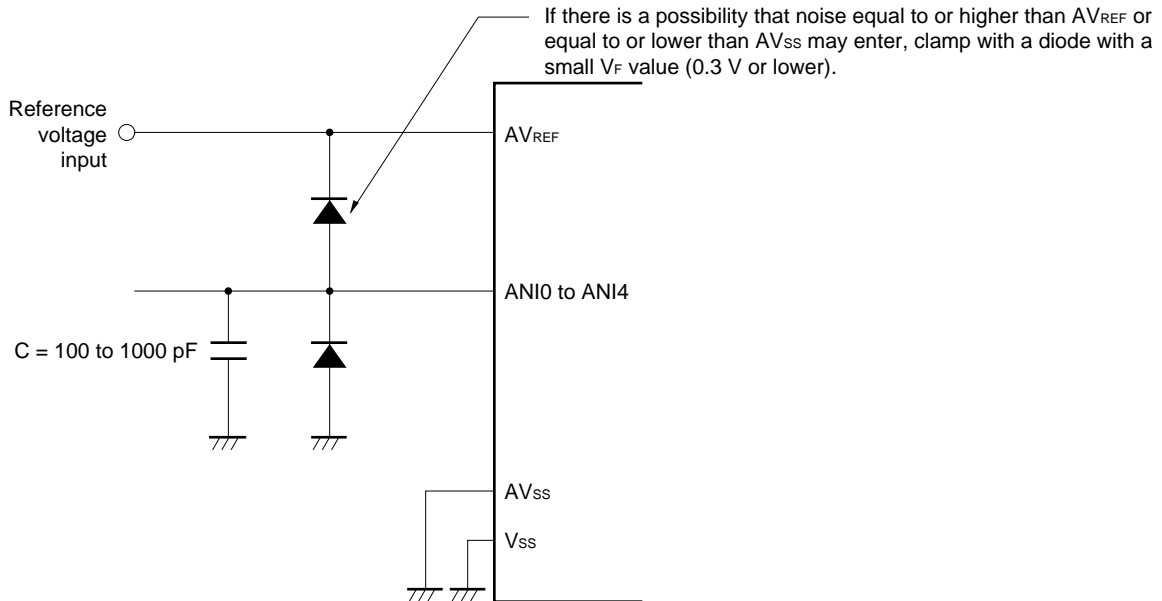 If there is a possibility that noise equal to or higher than AVREF or
equal to or lower than AVSS may enter, clamp with a diode with a
small VF value (0.3 V or lower).
Reference
voltage
input
AVREF
ANI0 to ANI4
C = 100 to 1000 pF
AVSS
VSS